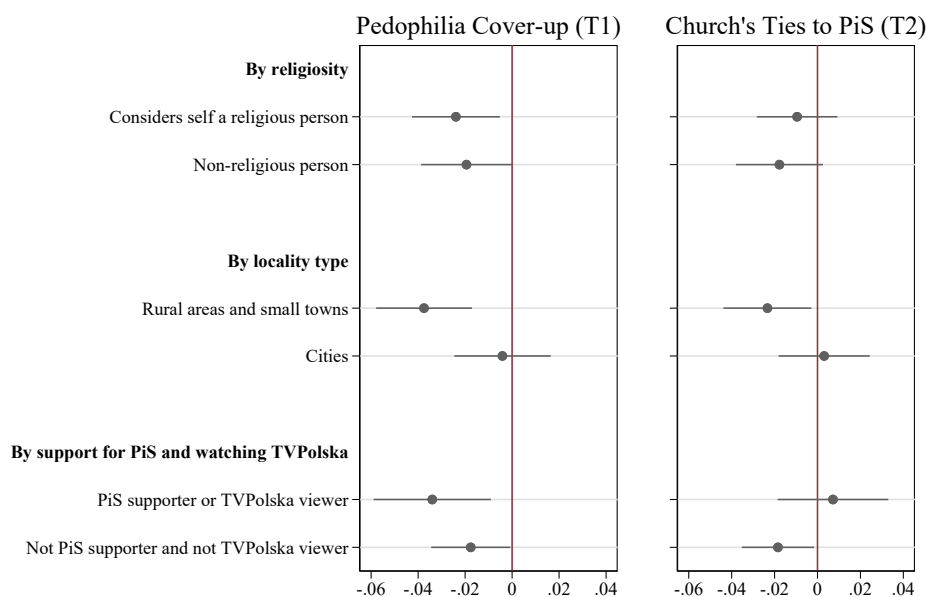 Pedophilia Cover-up (T1) Church's Ties to PiS (T2)
By religiosity
Considers self a religious person
Non-religious person
By locality type
Rural areas and small towns
Cities
By support for PiS and watching TVPolska
PiS supporter or TVPolska viewer
Not PiS supporter and not TVPolska viewer
-.06 -.04 -.02 0 .02 .04 -.06 -.04 -.02 0 .02 .04